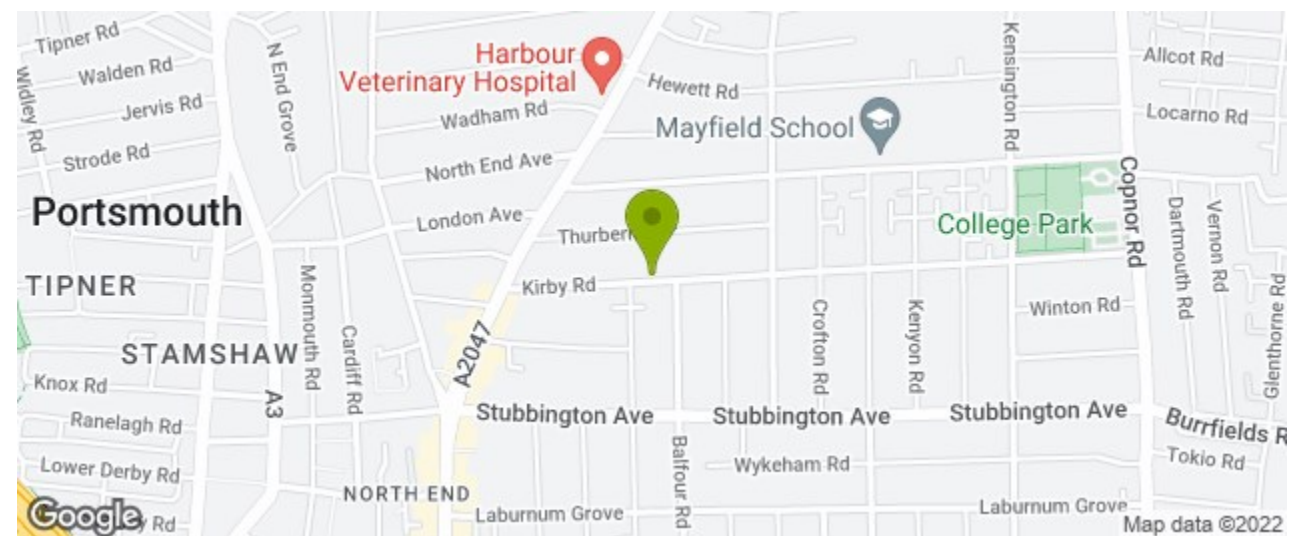 Tipner Rd
Walden Rd
Jervis Rd
Widley Rd
Strode Rd
N End Grove
Harbour
Veterinary Hospital
Hewett Rd
Wadham Rd
Mayfield School
Kensington Rd
Allcot Rd
Locarno Rd
North End Ave
Portsmouth
London Ave
Kirby Rd
College Park
Copnor Rd
Dartmouth Rd
Vernon Rd
Glenthorne Rd
TIPNER
STAMSHAW
Monmouth Rd
Cardiff Rd
A2047
Crofton Rd
Kenyon Rd
Winton Rd
Knox Rd
A3
Ranelagh Rd
Stubbington Ave
Stubbington Ave
Stubbington Ave
Burrfields R
Tokio Rd
Lower Derby Rd
NORTH END
Balfour Rd
Wykeham Rd
Laburnum Grove
Laburnum Grove
Google
Rd
Map data ©2022